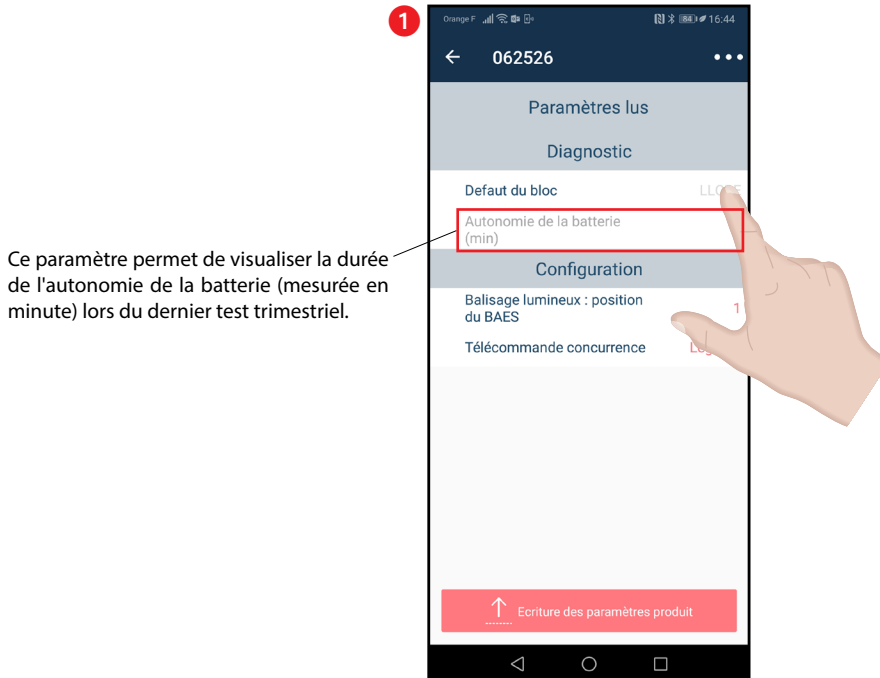 1
Orange F 84 16:44
062526
Paramètres lus
Diagnostic
Defaut du bloc
Autonomie de la batterie
(min)
Ce paramètre permet de visualiser la durée
de l'autonomie de la batterie (mesurée en
minute) lors du dernier test trimestriel.
Configuration
Balisage lumineux : position
du BAES 1
Télécommande concurrence
Ecriture des paramètres produit